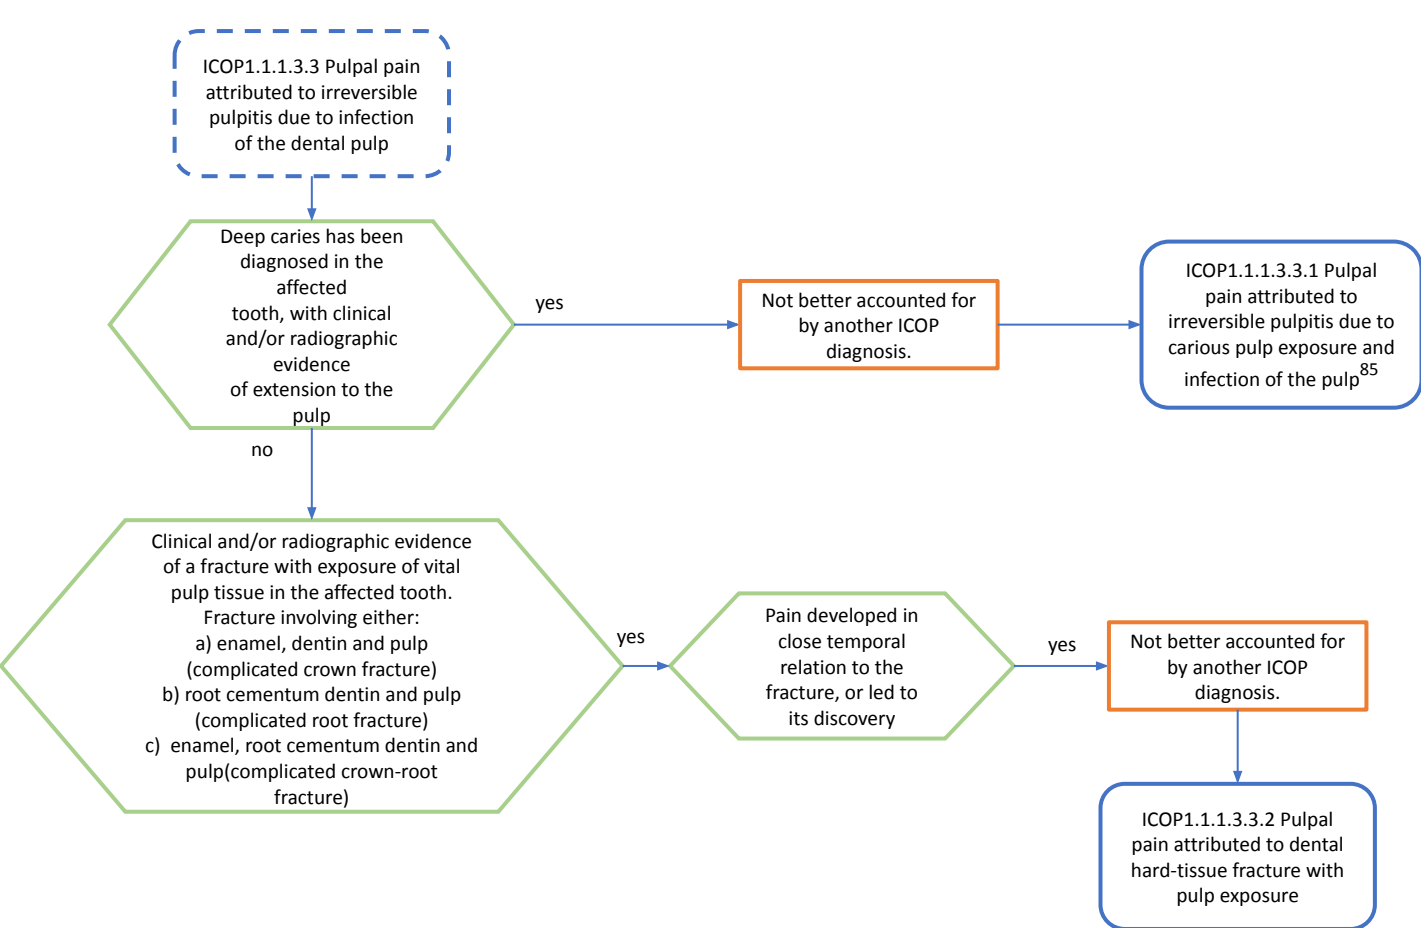 ICOP1.1.1.3.3 Pulpal pain
attributed to irreversible
pulpitis due to infection
of the dental pulp
Deep caries has been
diagnosed in the
affected
tooth, with clinical
and/or radiographic
evidence
of extension to the
pulp
yes
Not better accounted for
by another ICOP
diagnosis.
ICOP1.1.1.3.3.1 Pulpal
pain attributed to
irreversible pulpitis due to
carious pulp exposure and
infection of the pulp85
no
Clinical and/or radiographic evidence
of a fracture with exposure of vital
pulp tissue in the affected tooth.
Fracture involving either:
a) enamel, dentin and pulp
(complicated crown fracture)
b) root cementum dentin and pulp
(complicated root fracture)
c) enamel, root cementum dentin and
pulp(complicated crown-root
fracture)
yes
Pain developed in
close temporal
relation to the
fracture, or led to
its discovery
yes
Not better accounted for
by another ICOP
diagnosis.
ICOP1.1.1.3.3.2 Pulpal
pain attributed to dental
hard-tissue fracture with
pulp exposure